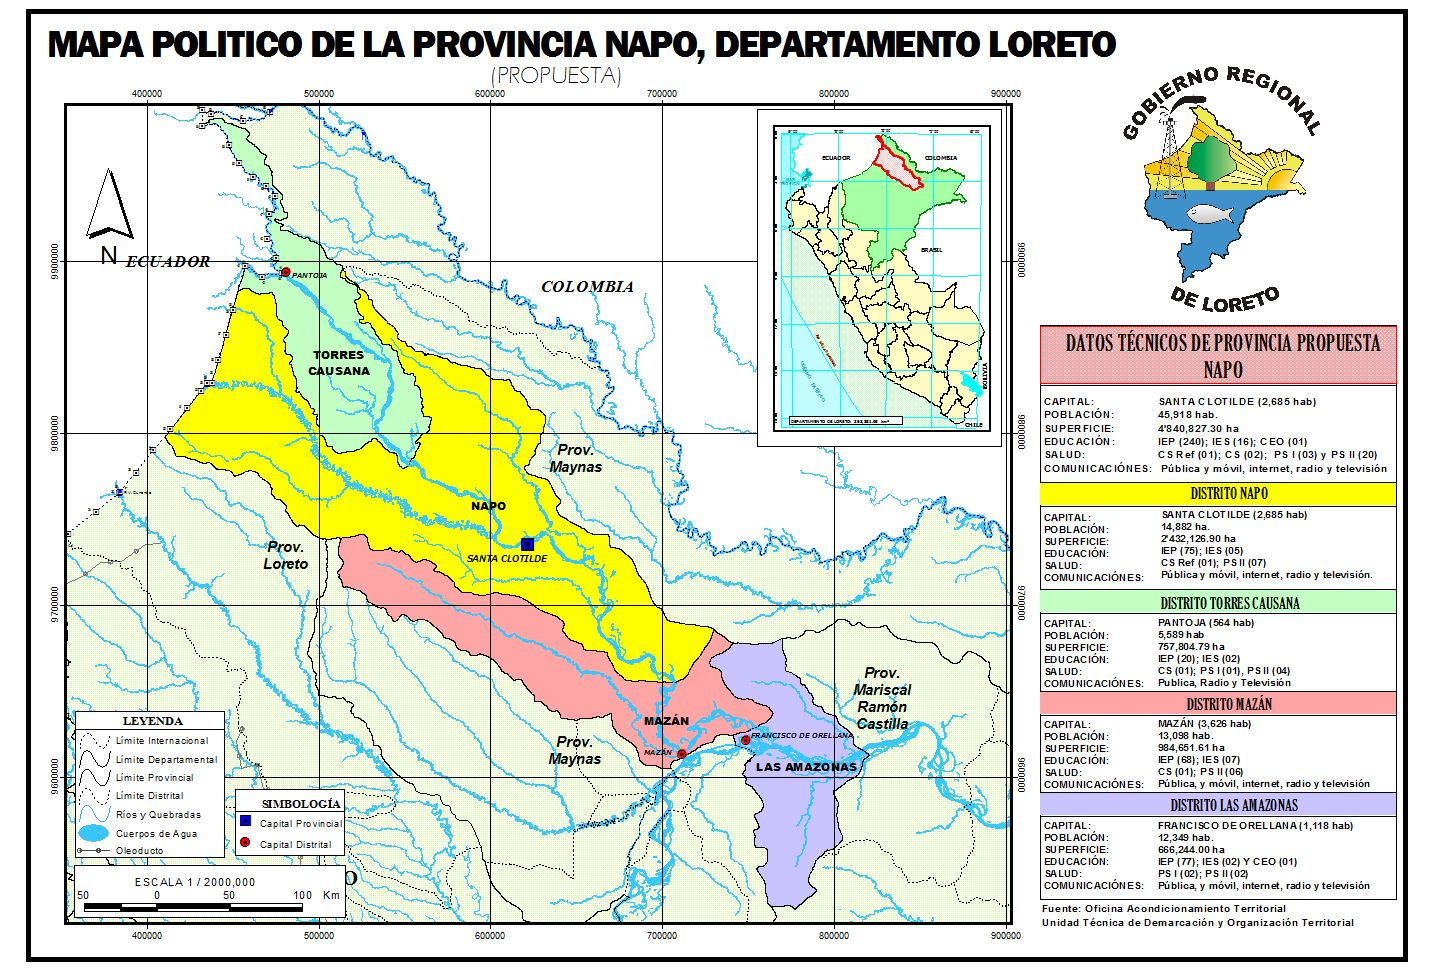 MAPA POLITICO DE LA PROVINCIA NAPO, DEPARTAMENTO LORETO
(PROPUESTA)
400000 500000 600000 700000 800000 900000
9900000
9800000
9700000
9600000
9900000
9800000
9700000
9600000
N
ECUADOR
COLOMBIA
PANTOJA
TORRES
CAUSANA
Prov.
Maynas
NAPO
SANTA CLOTILDE
Prov.
Loreto
Prov.
Mariscal
Ramón
Castilla
MAZÁN
FRANCISCO DE ORELLANA
Prov.
Maynas
MAZÁN
LAS AMAZONAS
ECUADOR
COLOMBIA
BRASIL
BOLIVIA
CHILE
LEYENDA
Límite Internacional
Límite Departamental
Límite Provincial
Límite Distrital
Ríos y Quebradas
Cuerpos de Agua
Oleoducto
SIMBOLOGÍA
Capital Provincial
Capital Distrital
O
ESCALA 1 / 2000,000
50 0 50 100 Km
400000 500000 600000 700000 800000 900000
GOBIERNO REGIONAL
DE LORETO
DATOS TÉCNICOS DE PROVINCIA PROPUESTA
NAPO
CAPITAL: SANTA CLOTILDE (2,685 hab)
POBLACIÓN: 45,918 hab.
SUPERFICIE: 4'840,827.30 ha
EDUCACIÓN: IEP (240); IES (16); CEO (01)
SALUD: CS Ref (01); CS (02); PS I (03) y PS II (20)
COMUNICACIÓNES: Pública y móvil, internet, radio y televisión
DISTRITO NAPO
CAPITAL: SANTA CLOTILDE (2,685 hab)
POBLACIÓN: 14,882 ha.
SUPERFICIE: 2'432,126.90 ha
EDUCACIÓN: IEP (75); IES (05)
SALUD: CS Ref (01); PS II (07)
COMUNICACIÓNES: Pública y móvil, internet, radio y televisión.
DISTRITO TORRES CAUSANA
CAPITAL: PANTOJA (564 hab)
POBLACIÓN: 5,589 hab
SUPERFICIE: 757,804.79 ha
EDUCACIÓN: IEP (20); IES (02)
SALUD: CS (01); PS I (01), PS II (04)
COMUNICACIÓNES: Publica, Radio y Televisión
DISTRITO MAZÁN
CAPITAL: MAZÁN (3,626 hab)
POBLACIÓN: 13,098 hab.
SUPERFICIE: 984,651.61 ha
EDUCACIÓN: IEP (68); IES (07)
SALUD: CS (01); PS II (06)
COMUNICACIÓNES: Pública, y móvil, internet, radio y televisión
DISTRITO LAS AMAZONAS
CAPITAL: FRANCISCO DE ORELLANA (1,118 hab)
POBLACIÓN: 12,349 hab.
SUPERFICIE: 666,244.00 ha
EDUCACIÓN: IEP (77); IES (02) Y CEO (01)
SALUD: PS I (02); PS II (02)
COMUNICACIÓNES: Pública, y móvil, internet, radio y televisión
Fuente: Oficina Acondicionamiento Territorial
Unidad Técnica de Demarcación y Organización Territorial